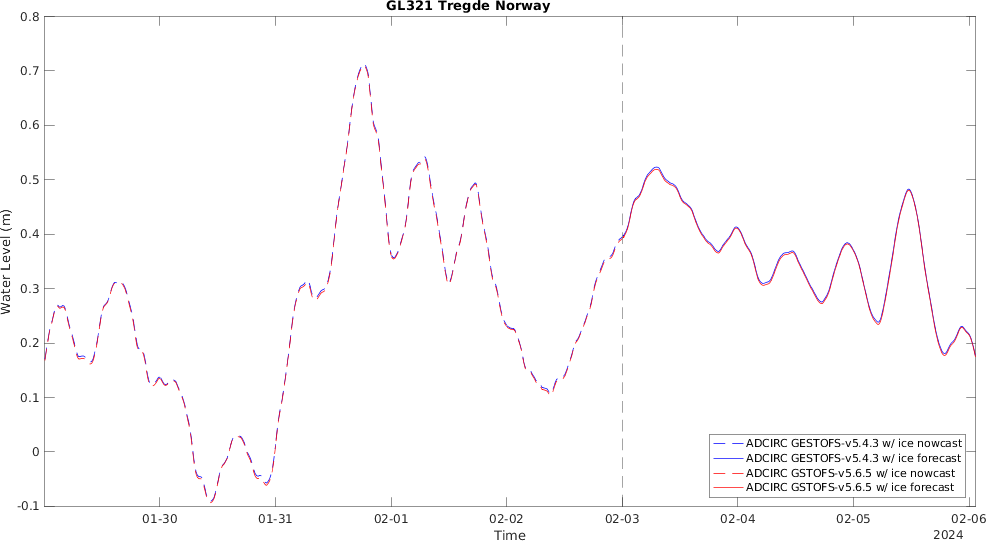 GL321 Tregde Norway
0.8
0.7
0.6
0.5
0.4
0.3
0.2
0.1
0
-0.1
Water Level (m)
01-30 01-31 02-01 02-02 02-03 02-04 02-05 02-06
Time
2024
ADCIRC GESTOFS-v5.4.3 w/ ice nowcast
ADCIRC GESTOFS-v5.4.3 w/ ice forecast
ADCIRC GSTOFS-v5.6.5 w/ ice nowcast
ADCIRC GSTOFS-v5.6.5 w/ ice forecast